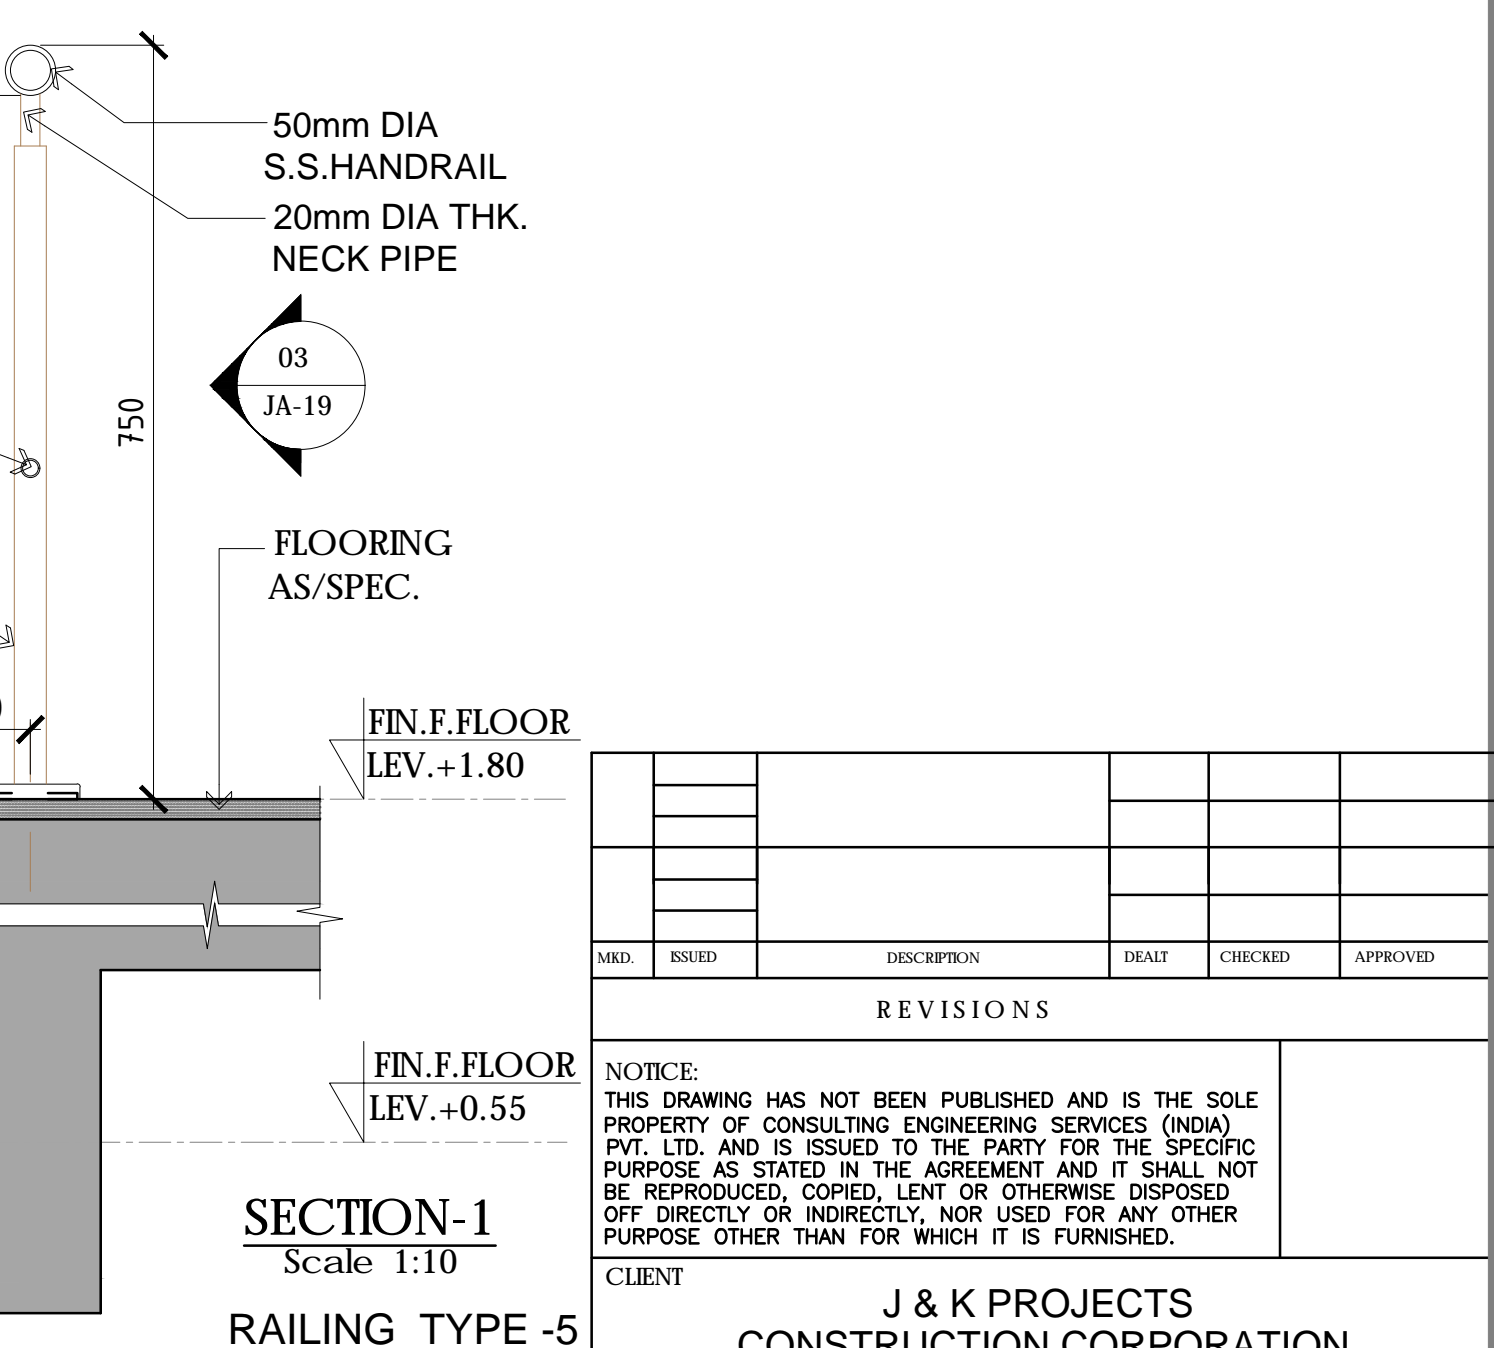 50mm DIA
S.S.HANDRAIL
20mm DIA THK.
NECK PIPE
03
JA-19
750
FLOORING
AS/SPEC.
FIN.F.FLOOR
LEV.+1.80
FIN.F.FLOOR
LEV.+0.55
SECTION-1
Scale 1:10
RAILING TYPE -5
MKD. ISSUED DESCRIPTION DEALT CHECKED APPROVED
REVISIONS
NOTICE:
THIS DRAWING HAS NOT BEEN PUBLISHED AND IS THE SOLE
PROPERTY OF CONSULTING ENGINEERING SERVICES (INDIA)
PVT. LTD. AND IS ISSUED TO THE PARTY FOR THE SPECIFIC
PURPOSE AS STATED IN THE AGREEMENT AND IT SHALL NOT
BE REPRODUCED, COPIED, LENT OR OTHERWISE DISPOSED
OFF DIRECTLY OR INDIRECTLY, NOR USED FOR ANY OTHER
PURPOSE OTHER THAN FOR WHICH IT IS FURNISHED.
CLIENT
J & K PROJECTS
CONSTRUCTION CORPORATION